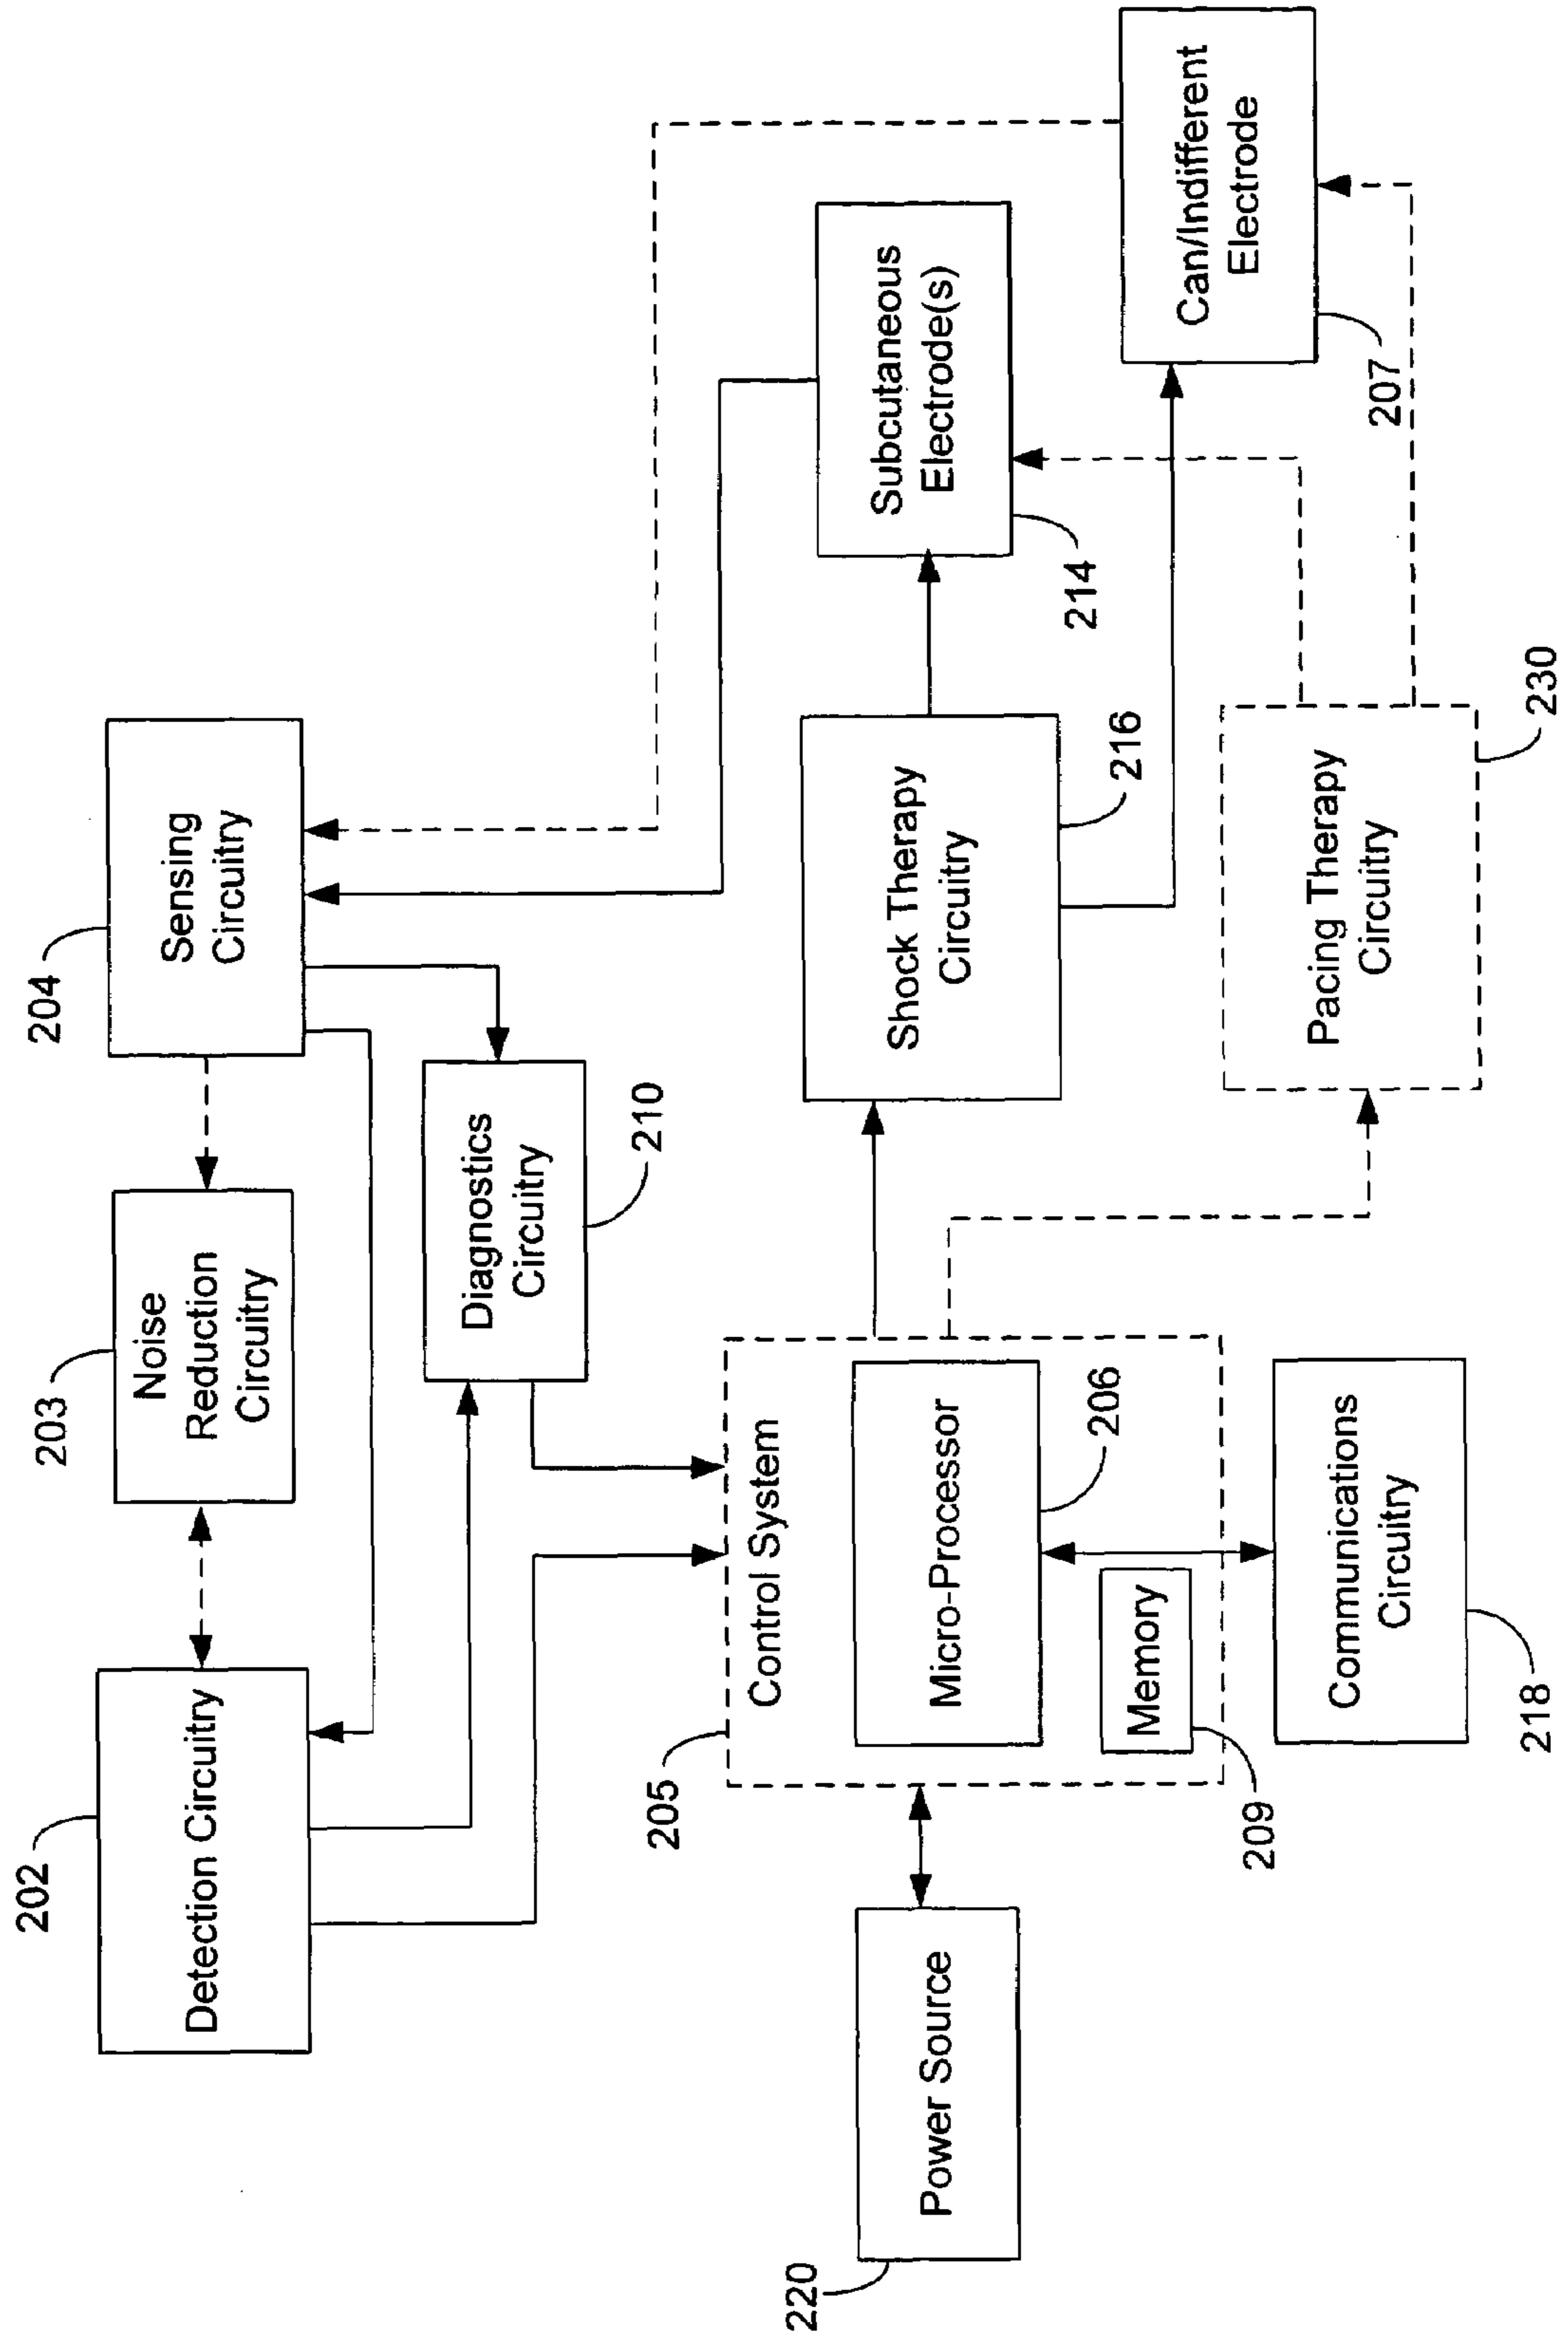 202
Detection Circuitry
203
Noise
Reduction
Circuitry
204
Sensing
Circuitry
Diagnostics
Circuitry
210
205
Control System
Micro-Processor
206
Memory
209
220
Power Source
Communications
Circuitry
218
Shock Therapy
Circuitry
216
Subcutaneous
Electrode(s)
214
Can/Indifferent
Electrode
207
Pacing Therapy
Circuitry
230